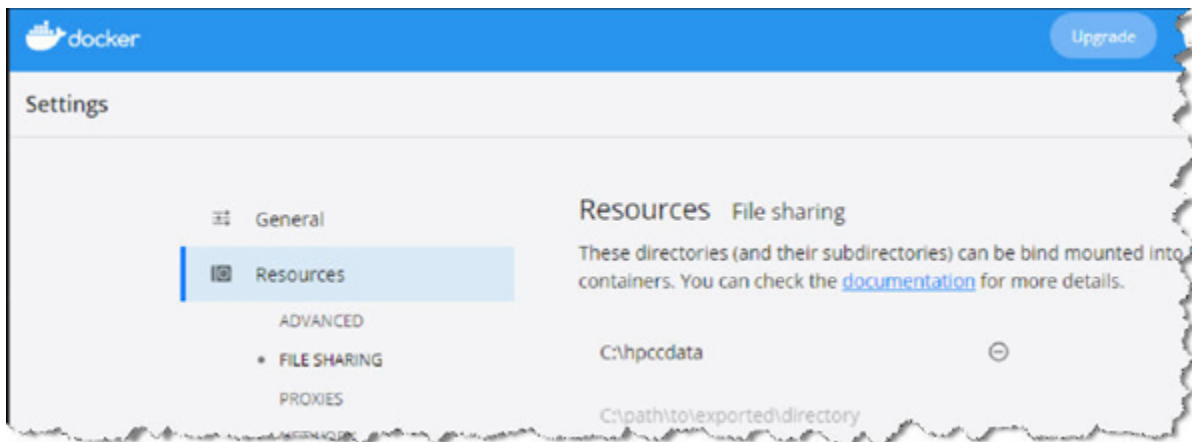 docker
Upgrade
Settings
General
Resources
ADVANCED
FILE SHARING
PROXIES
NETWORK
Resources File sharing
These directories (and their subdirectories) can be bind mounted into
containers. You can check the documentation for more details.
C:\hpccdata
C:\path\to\exported\directory